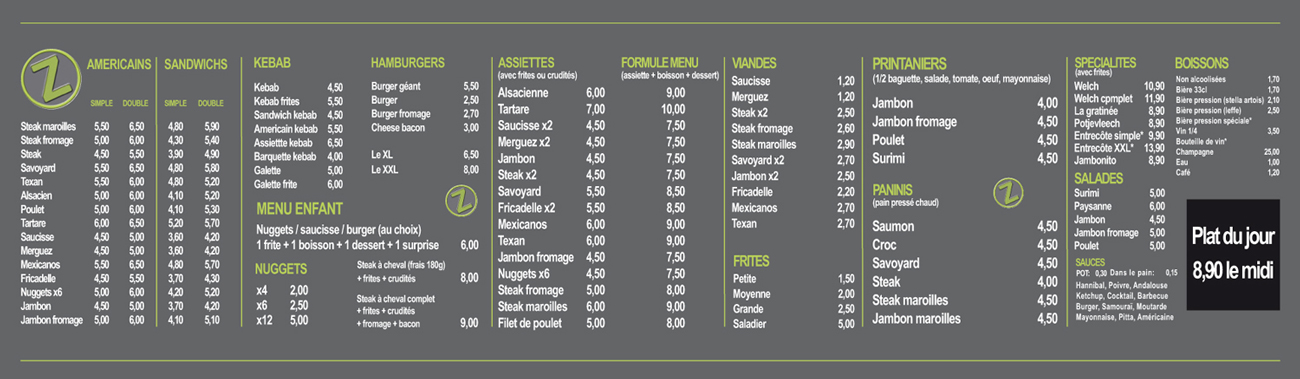 Z
AMERICAINS SANDWICHS
SIMPLE DOUBLE SIMPLE DOUBLE
Steak maroilles 5,50 6,50 4,80 5,90
Steak fromage 5,00 6,00 4,30 5,40
Steak 4,50 5,50 3,90 4,90
Savoyard 5,50 6,50 4,80 5,80
Texan 5,50 6,50 4,80 5,20
Alsacien 5,00 6,00 4,10 5,20
Poulet 5,00 6,00 4,10 5,30
Tartare 6,00 6,50 5,20 5,70
Saucisse 4,50 5,00 3,60 4,20
Merguez 4,50 5,00 3,60 4,20
Mexicanos 5,50 6,50 4,80 5,70
Fricadelle 4,50 5,50 3,70 4,30
Nuggets x6 5,00 6,00 4,20 5,20
Jambon 4,50 5,00 3,70 4,20
Jambon fromage 5,00 6,00 4,10 5,10
KEBAB
Kebab 4,50
Kebab frites 5,50
Sandwich kebab 4,50
Americain kebab 5,50
Assiettte kebab 6,50
Barquette kebab 4,00
Galette 5,00
Galette frite 6,00
HAMBURGERS
Burger géant 5,50
Burger 2,50
Burger fromage 2,70
Cheese bacon 3,00
Le XL 6,50
Le XXL 8,00
MENU ENFANT
Z
Nuggets / saucisse / burger (au choix)
1 frite + 1 boisson + 1 dessert + 1 surprise 6,00
NUGGETS
x4 2,00
x6 2,50
x12 5,00
Steak à cheval (frais 180g)
+ frites + crudités 8,00
Steak à cheval complet
+ frites + crudités
+ fromage + bacon 9,00
ASSIETTES FORMULE MENU
(avec frites ou crudités) (assiette + boisson + dessert)
Alsacienne 6,00 9,00
Tartare 7,00 10,00
Saucisse x2 4,50 7,50
Merguez x2 4,50 7,50
Jambon 4,50 7,50
Steak x2 4,50 7,50
Savoyard 5,50 8,50
Fricadelle x2 5,50 8,50
Mexicanos 6,00 9,00
Texan 6,00 9,00
Jambon fromage 4,50 7,50
Nuggets x6 4,50 7,50
Steak fromage 5,00 8,00
Steak maroilles 6,00 9,00
Filet de poulet 5,00 8,00
VIANDES
Saucisse 1,20
Merguez 1,20
Steak x2 2,50
Steak fromage 2,60
Steak maroilles 2,90
Savoyard x2 2,70
Jambon x2 2,50
Fricadelle 2,20
Mexicanos 2,70
Texan 2,70
FRITES
Petite 1,50
Moyenne 2,00
Grande 2,50
Saladier 5,00
PRINTANIERS
(1/2 baguette, salade, tomate, oeuf, mayonnaise)
Jambon 4,00
Jambon fromage 4,50
Poulet 4,50
Surimi 4,50
PANINIS
(pain pressé chaud)
Z
Saumon 4,50
Croc 4,50
Savoyard 4,50
Steak 4,00
Steak maroilles 4,50
Jambon maroilles 4,50
SPECIALITES
(avec frites)
Welch 10,90
Welch cpmplet 11,90
La gratinée 8,90
Potjevleech 8,90
Entrecôte simple* 9,90
Entrecôte XXL* 13,90
Jambonito 8,90
SALADES
Surimi 5,00
Paysanne 6,00
Jambon 4,50
Jambon fromage 5,00
Poulet 5,00
SAUCES
POT: 0,30 Dans le pain: 0,15
Hannibal, Poivre, Andalouse
Ketchup, Cocktail, Barbecue
Burger, Samourai, Moutarde
Mayonnaise, Pitta, Américaine
BOISSONS
Non alcoolisées 1,70
Bière 33cl 1,70
Bière pression (stella artois) 2,10
Bière pression (leffe) 2,50
Bière pression spéciale*
Vin 1/4 3,50
Bouteille de vin*
Champagne 25,00
Eau 1,00
Café 1,20
Plat du jour
8,90 le midi